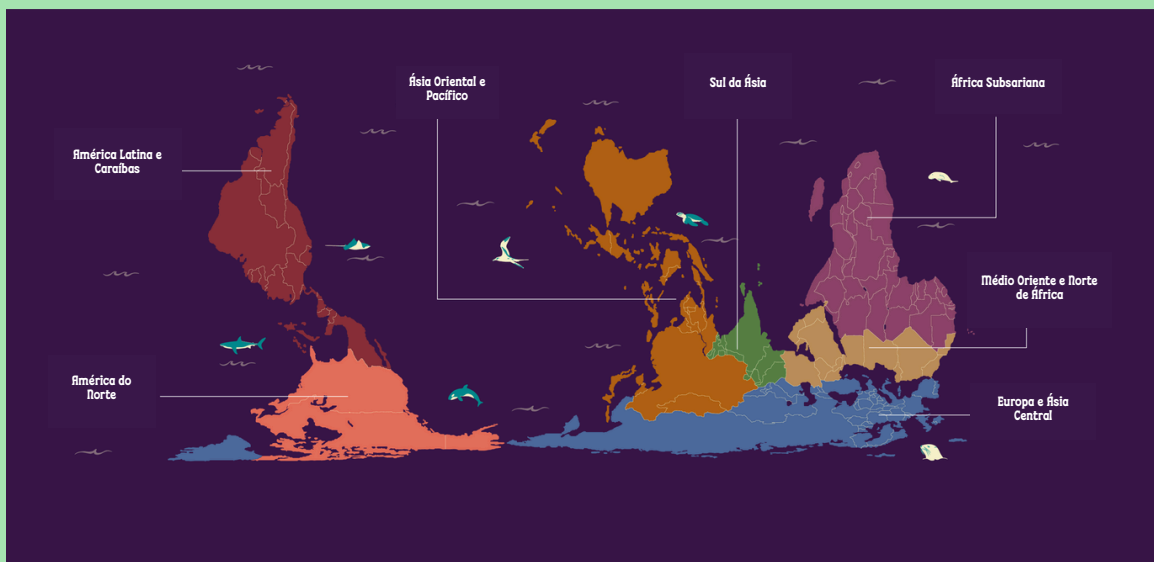 Ásia Oriental e
Pacífico
Sul da Ásia
África Subsariana
América Latina e
Caraíbas
Médio Oriente e Norte
de África
América do
Norte
Europa e Ásia
Central